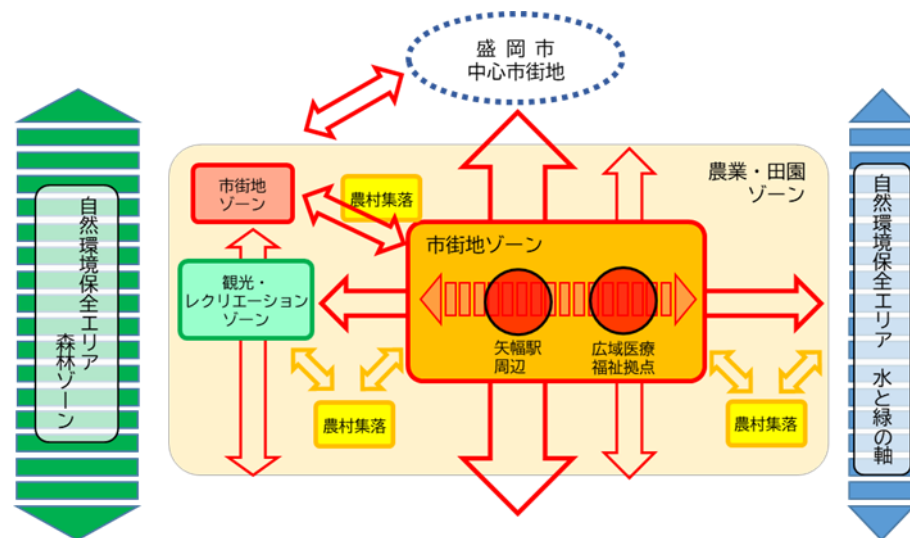 盛岡市
中心市街地
農業・田園
ゾーン
市街地
ゾーン
農村集落
市街地ゾーン
観光・
レクリエーション
ゾーン
矢幅駅
周辺
広域医療
福祉拠点
農村集落
農村集落
自然環境保全エリア
森林ゾーン
自然環境保全エリア 水と緑の軸